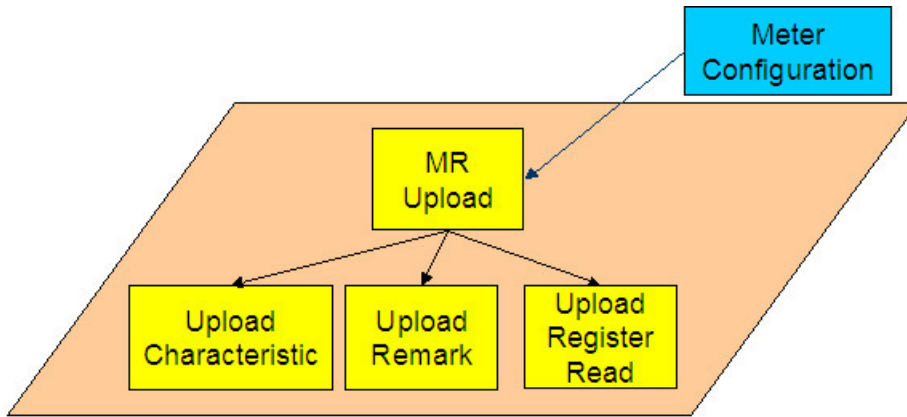 Meter
Configuration
MR
Upload
Upload
Characteristic
Upload
Remark
Upload
Register
Read